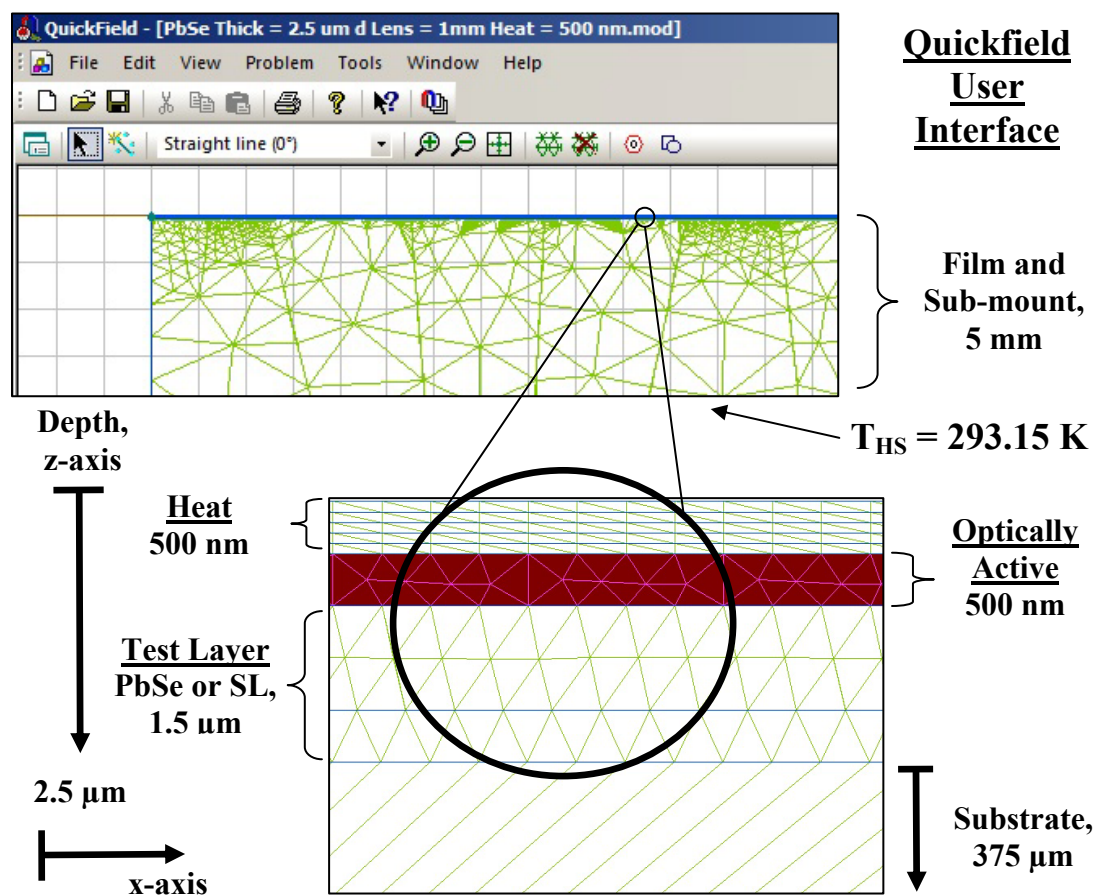 QuickField - [PbSe Thick = 2.5 um d Lens = 1mm Heat = 500 nm.mod]
File Edit View Problem Tools Window Help
Straight line (0°)
Quickfield
User
Interface
Film and
Sub-mount,
5 mm
T_HS = 293.15 K
Depth,
z-axis
Heat
500 nm
Optically
Active
500 nm
Test Layer
PbSe or SL,
1.5 µm
2.5 µm
x-axis
Substrate,
375 µm